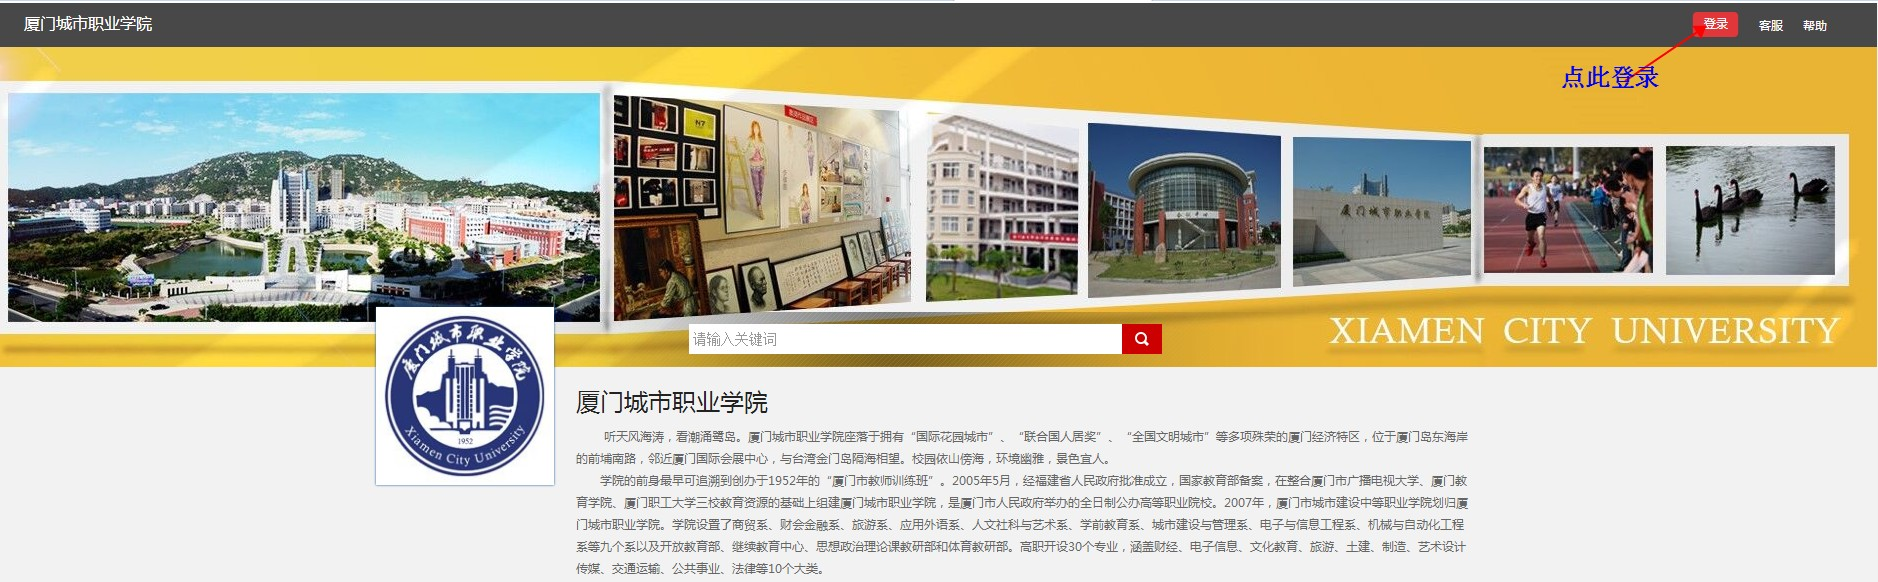 厦门城市职业学院
登录 客服 帮助
点此登录
N7
厦门城市职业学院
请输入关键词
XIAMEN CITY UNIVERSITY
厦门城市职业学院
1952
Xiamen City University
厦门城市职业学院
听天风海涛，看潮涌鹭岛。厦门城市职业学院座落于拥有“国际花园城市”、“联合国人居奖”、“全国文明城市”等多项殊荣的厦门经济特区，位于厦门岛东海岸
的前埔南路，邻近厦门国际会展中心，与台湾金门岛隔海相望。校园依山傍海，环境幽雅，景色宜人。
学院的前身最早可追溯到创办于1952年的“厦门市教师训练班”。2005年5月，经福建省人民政府批准成立，国家教育部备案，在整合厦门市广播电视大学、厦门教
育学院、厦门职工大学三校教育资源的基础上组建厦门城市职业学院，是厦门市人民政府举办的全日制公办高等职业院校。2007年，厦门市城市建设中等职业学院划归厦
门城市职业学院。学院设置了商贸系、财会金融系、旅游系、应用外语系、人文社科与艺术系、学前教育系、城市建设与管理系、电子与信息工程系、机械与自动化工程
系等九个系以及开放教育部、继续教育中心、思想政治理论课教研部和体育教研部。高职开设30个专业，涵盖财经、电子信息、文化教育、旅游、土建、制造、艺术设计
传媒、交通运输、公共事业、法律等10个大类。